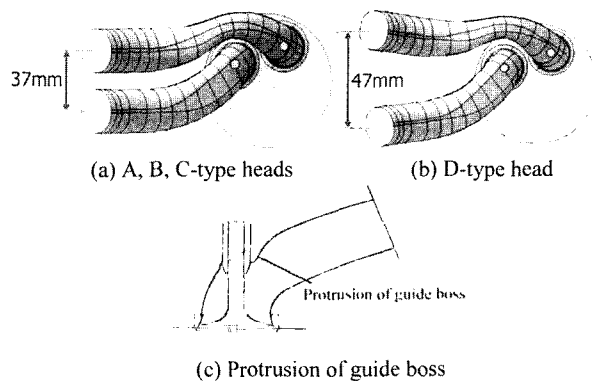 37mm
47mm
(a) A, B, C-type heads
(b) D-type head
Protrusion of guide boss
(c) Protrusion of guide boss